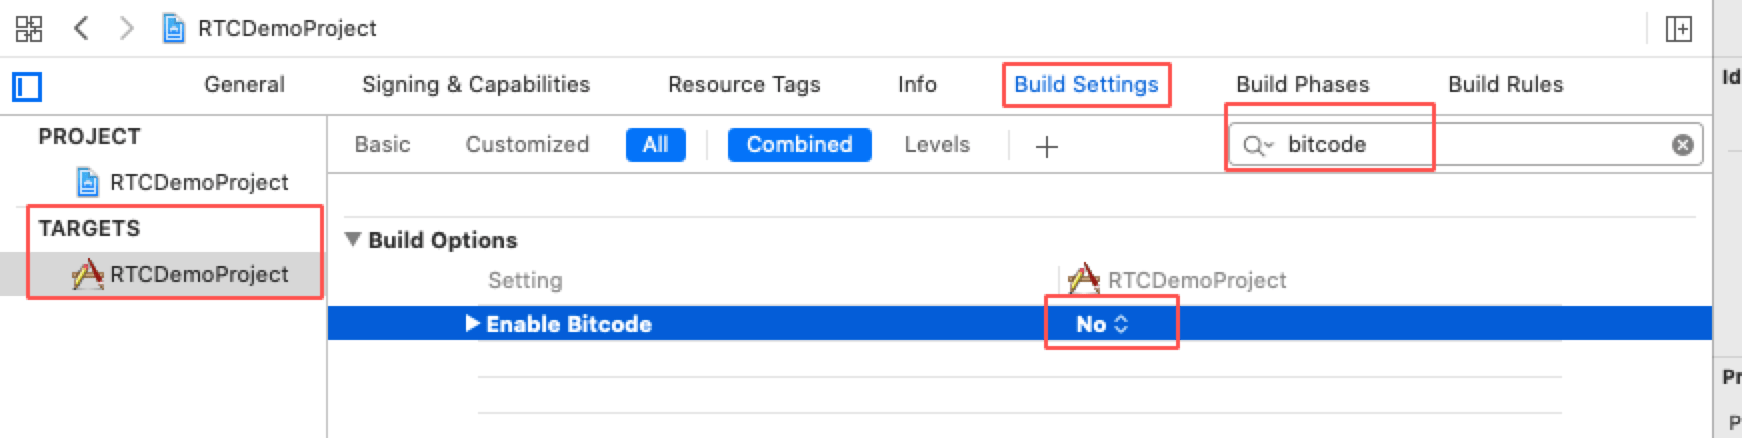 RTCDemoProject
General Signing & Capabilities Resource Tags Info Build Settings Build Phases Build Rules
Id
PROJECT
Basic Customized All Combined Levels bitcode
RTCDemoProject
TARGETS
Build Options
RTCDemoProject
Setting RTCDemoProject
Enable Bitcode No
Pr
P